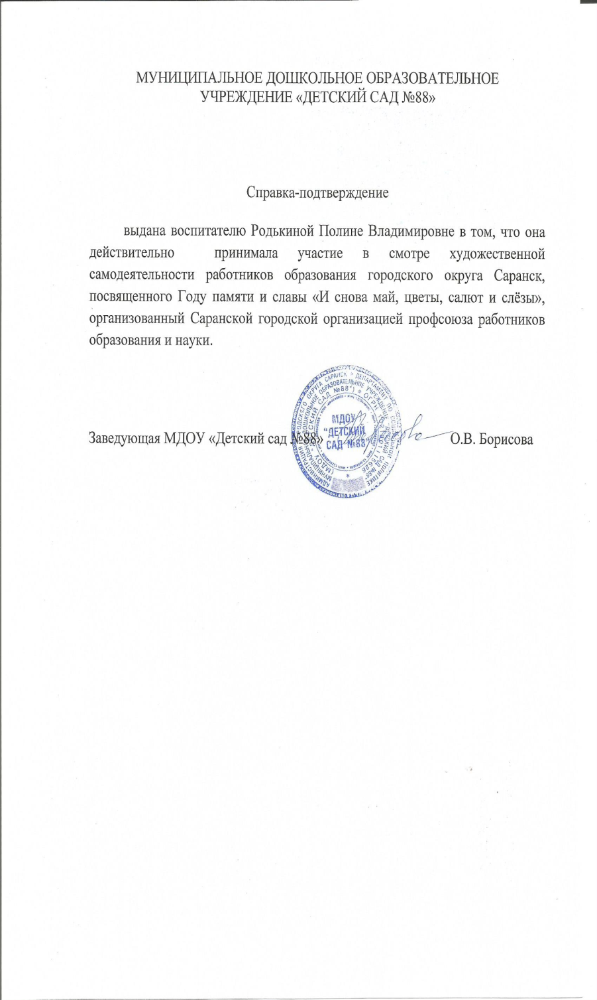 МУНИЦИПАЛЬНОЕ ДОШКОЛЬНОЕ ОБРАЗОВАТЕЛЬНОЕ
УЧРЕЖДЕНИЕ «ДЕТСКИЙ САД №88»
Справка-подтверждение
выдана воспитателю Родькиной Полине Владимировне в том, что она
действительно принимала участие в смотре художественной
самодеятельности работников образования городского округа Саранск,
посвященного Году памяти и славы «И снова май, цветы, салют и слёзы»,
организованный Саранской городской организацией профсоюза работников
образования и науки.
Заведующая МДОУ «Детский сад №88»
О.В. Борисова
МДОУ
"ДЕТСКИЙ
САД №88"